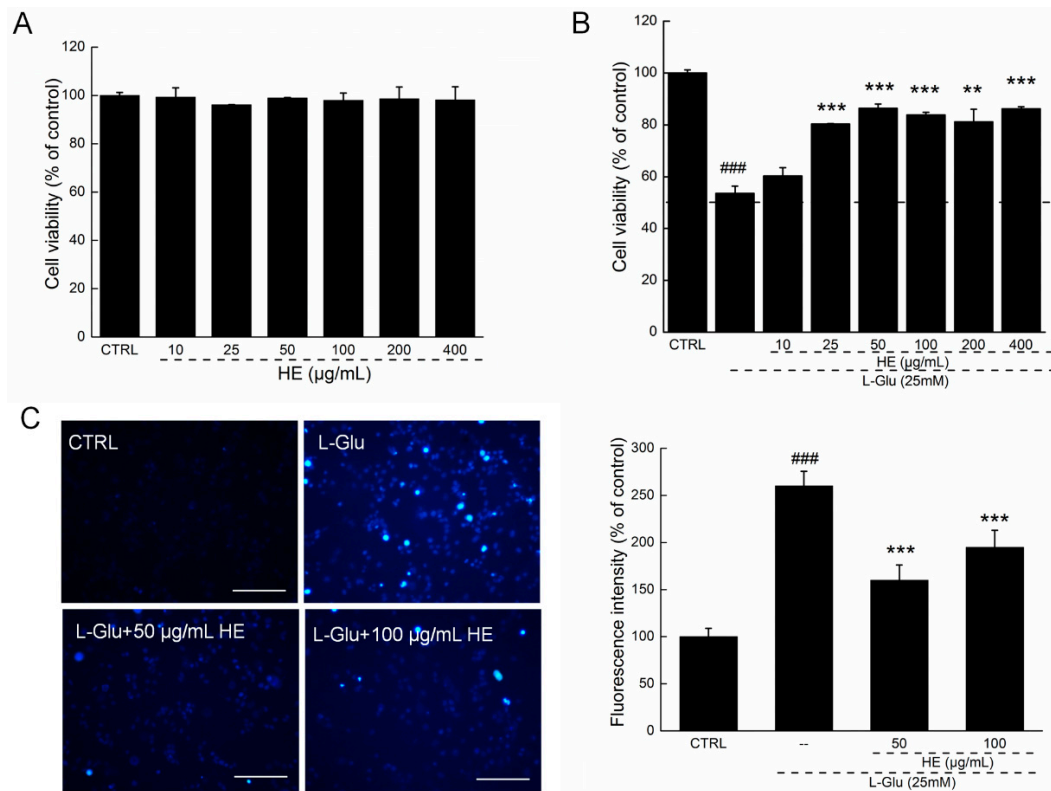 A
120
100
80
60
40
20
0
Cell viability (% of control)
CTRL 10 25 50 100 200 400
HE (µg/mL)
B
120
100
80
60
40
20
0
Cell viability (% of control)
### *** *** *** ** ***
CTRL 10 25 50 100 200 400
HE (µg/mL)
L-Glu (25mM)
C
CTRL
L-Glu
L-Glu+50 µg/mL HE
L-Glu+100 µg/mL HE
300
250
200
150
100
50
0
Fluorescence intensity (% of control)
### *** ***
CTRL -- 50 100
HE (µg/mL)
L-Glu (25mM)